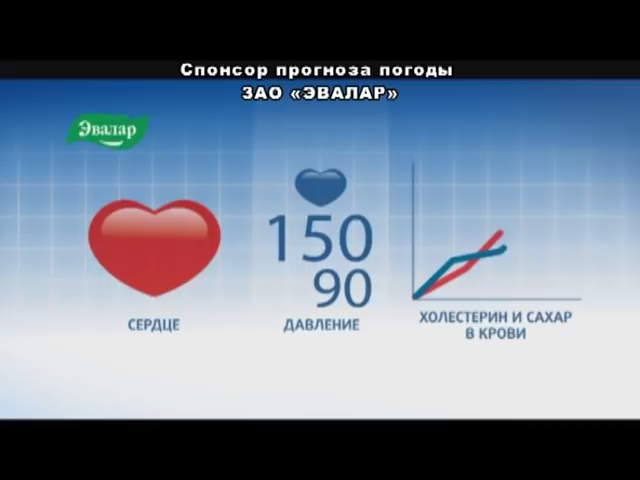 Спонсор прогноза погоды
ЗАО «ЭВАЛАР»
Эвалар
150
90
СЕРДЦЕ
ДАВЛЕНИЕ
ХОЛЕСТЕРИН И САХАР
В КРОВИ